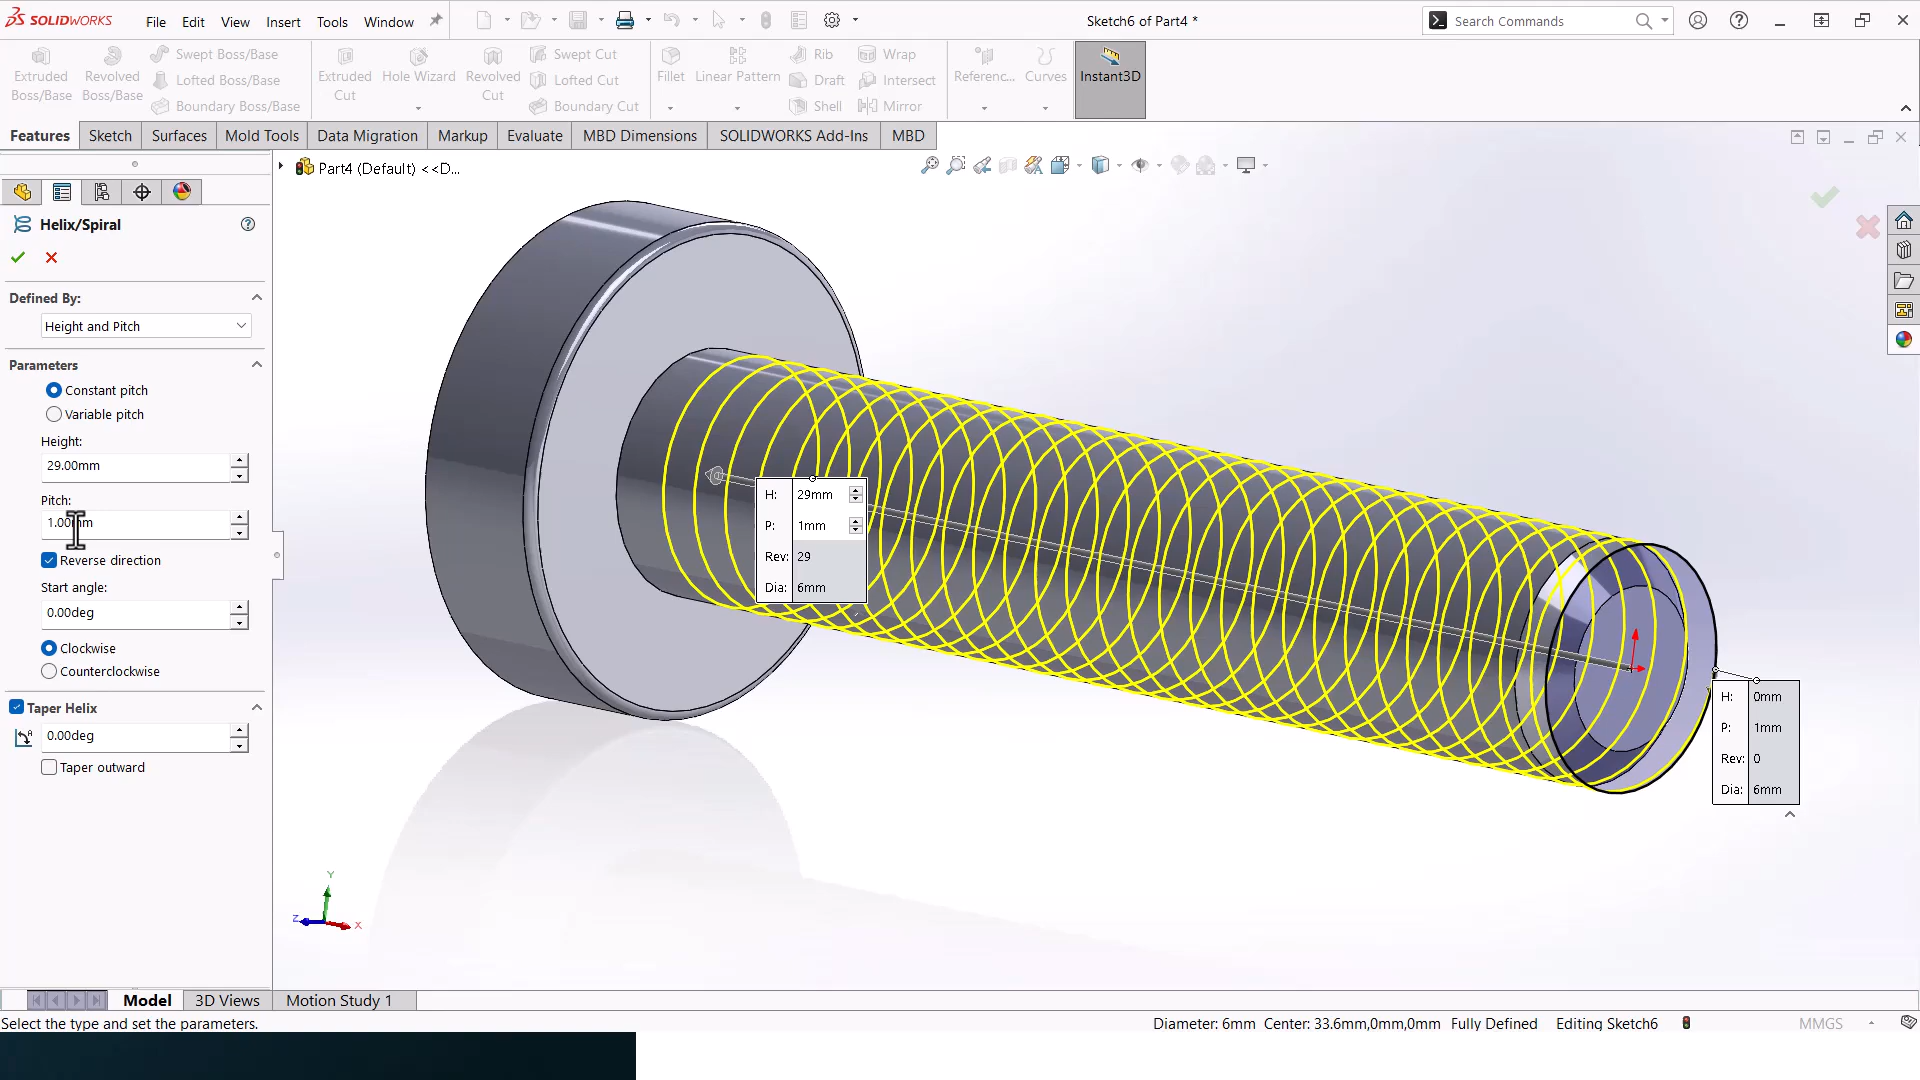 SOLIDWORKS File Edit View Insert Tools Window Sketch6 of Part4 * Search Commands
Extruded Boss/Base
Revolved Boss/Base
Swept Boss/Base
Lofted Boss/Base
Boundary Boss/Base
Extruded Cut
Hole Wizard
Revolved Cut
Swept Cut
Lofted Cut
Boundary Cut
Fillet
Linear Pattern
Rib
Draft
Shell
Wrap
Intersect
Mirror
Referenc...
Curves
Instant3D
Features Sketch Surfaces Mold Tools Data Migration Markup Evaluate MBD Dimensions SOLIDWORKS Add-Ins MBD
Part4 (Default) <<D...
Helix/Spiral
Defined By:
Height and Pitch
Parameters
Constant pitch
Variable pitch
Height:
29.00mm
Pitch:
1.00mm
Reverse direction
Start angle:
0.00deg
Clockwise
Counterclockwise
Taper Helix
0.00deg
Taper outward
H: 29mm
P: 1mm
Rev: 29
Dia: 6mm
H: 0mm
P: 1mm
Rev: 0
Dia: 6mm
Y
Z
X
Model 3D Views Motion Study 1
Select the type and set the parameters. Diameter: 6mm Center: 33.6mm,0mm,0mm Fully Defined Editing Sketch6 MMGS